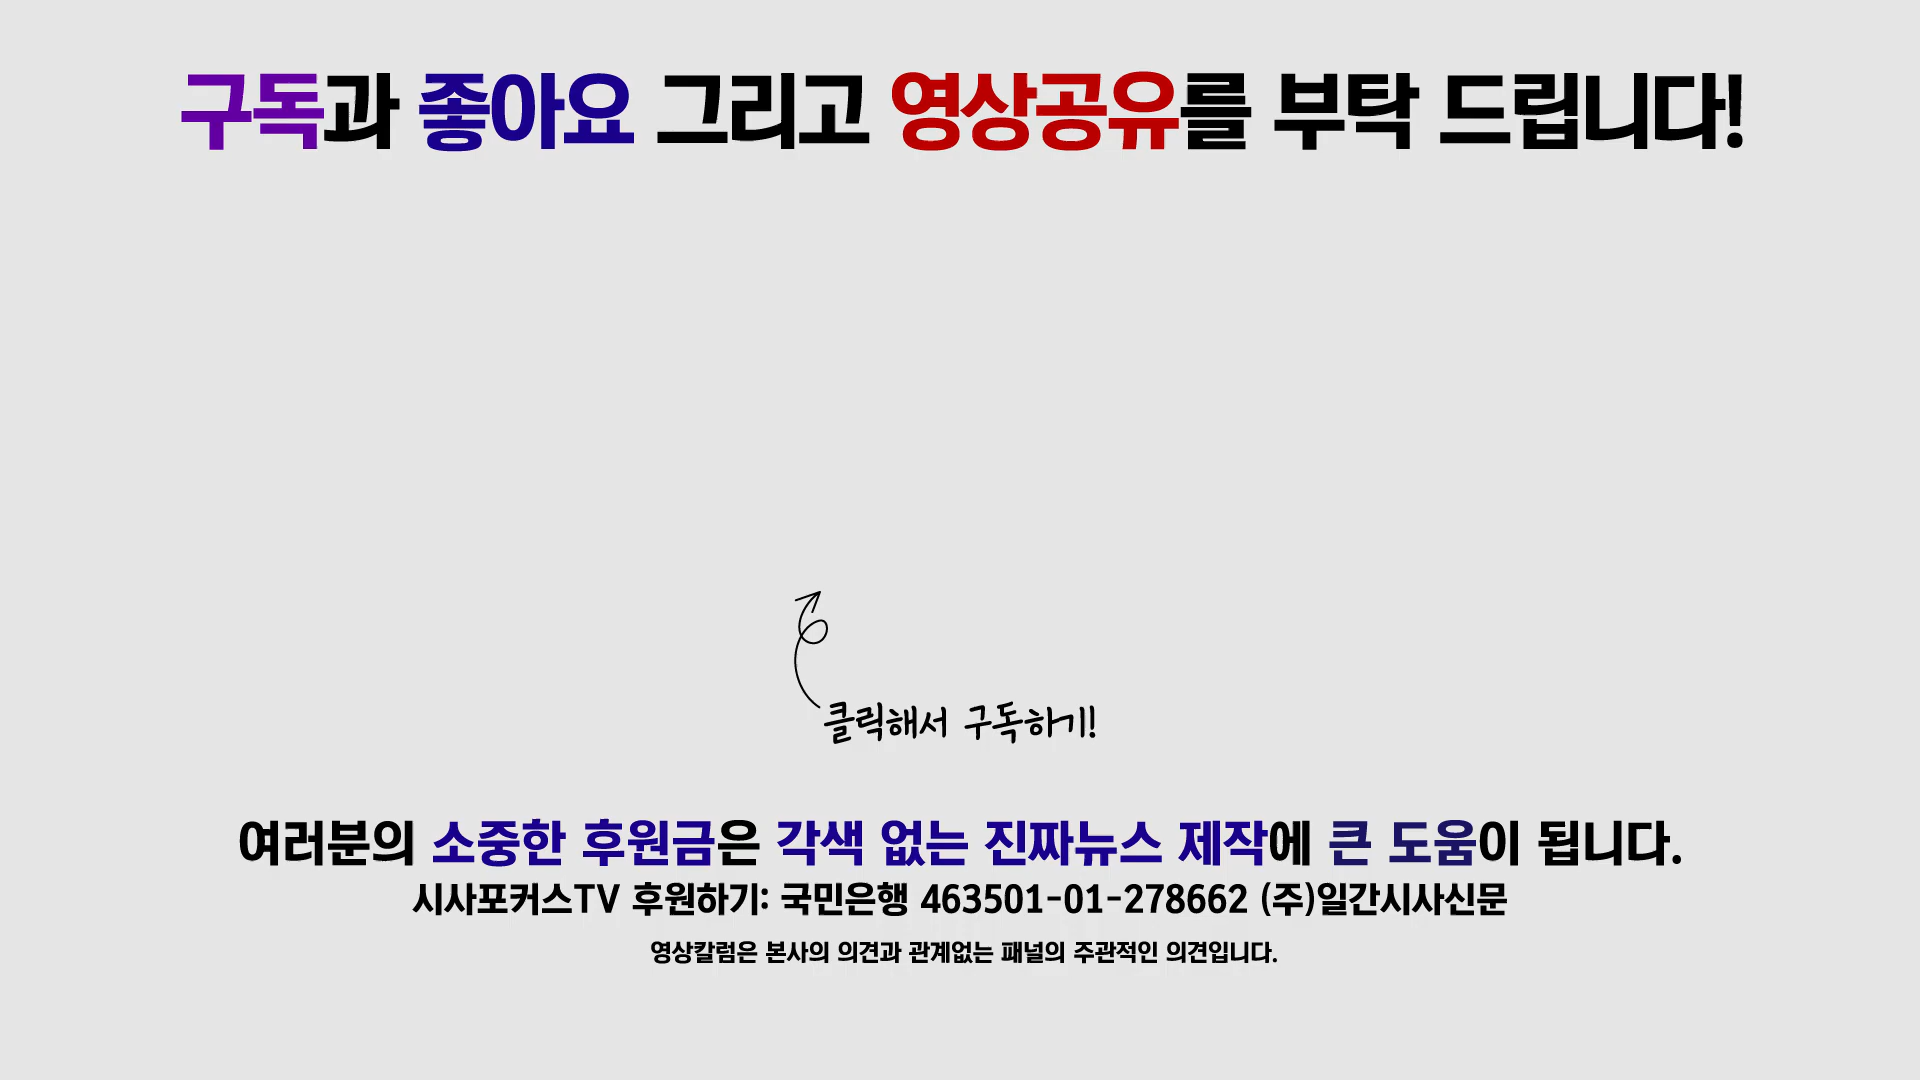 구독과 좋아요 그리고 영상공유를 부탁 드립니다!
클릭해서 구독하기!
여러분의 소중한 후원금은 각색 없는 진짜뉴스 제작에 큰 도움이 됩니다.
시사포커스TV 후원하기: 국민은행 463501-01-278662 (주)일간시사신문
영상칼럼은 본사의 의견과 관계없는 패널의 주관적인 의견입니다.